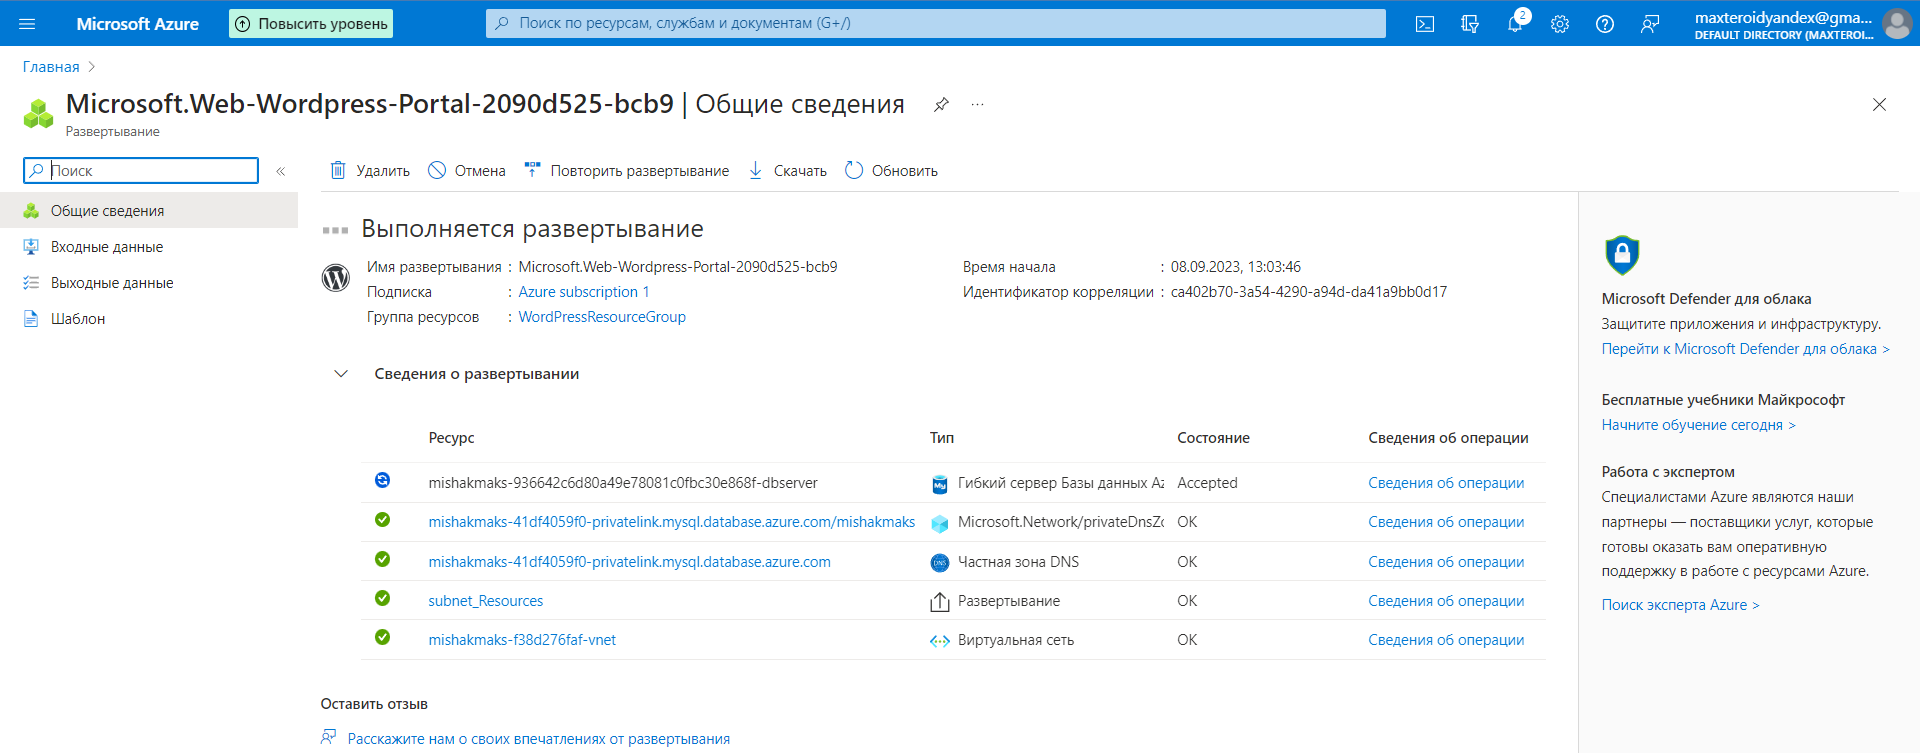 Microsoft Azure
Повысить уровень
Поиск по ресурсам, службам и документам (G+/)
2
maxteroidyandex@gma...
DEFAULT DIRECTORY (MAXTEROI...
Главная
Microsoft.Web-Wordpress-Portal-2090d525-bcb9 | Общие сведения
...
Развертывание
Поиск
«
Удалить
Отмена
Повторить развертывание
Скачать
Обновить
Общие сведения
Входные данные
Выходные данные
Шаблон
Выполняется развертывание
Имя развертывания : Microsoft.Web-Wordpress-Portal-2090d525-bcb9
Подписка : Azure subscription 1
Группа ресурсов : WordPressResourceGroup
Время начала : 08.09.2023, 13:03:46
Идентификатор корреляции : ca402b70-3a54-4290-a94d-da41a9bb0d17
Сведения о развертывании
Ресурс Тип Состояние Сведения об операции
mishakmaks-936642c6d80a49e78081c0fbc30e868f-dbserver My Гибкий сервер Базы данных Az Accepted Сведения об операции
mishakmaks-41df4059f0-privatelink.mysql.database.azure.com/mishakmaks Microsoft.Network/privateDnsZo OK Сведения об операции
mishakmaks-41df4059f0-privatelink.mysql.database.azure.com DNS Частная зона DNS OK Сведения об операции
subnet_Resources Развертывание OK Сведения об операции
mishakmaks-f38d276faf-vnet Виртуальная сеть OK Сведения об операции
Оставить отзыв
Расскажите нам о своих впечатлениях от развертывания
Microsoft Defender для облака
Защитите приложения и инфраструктуру.
Перейти к Microsoft Defender для облака >
Бесплатные учебники Майкрософт
Начните обучение сегодня >
Работа с экспертом
Специалистами Azure являются наши
партнеры — поставщики услуг, которые
готовы оказать вам оперативную
поддержку в работе с ресурсами Azure.
Поиск эксперта Azure >